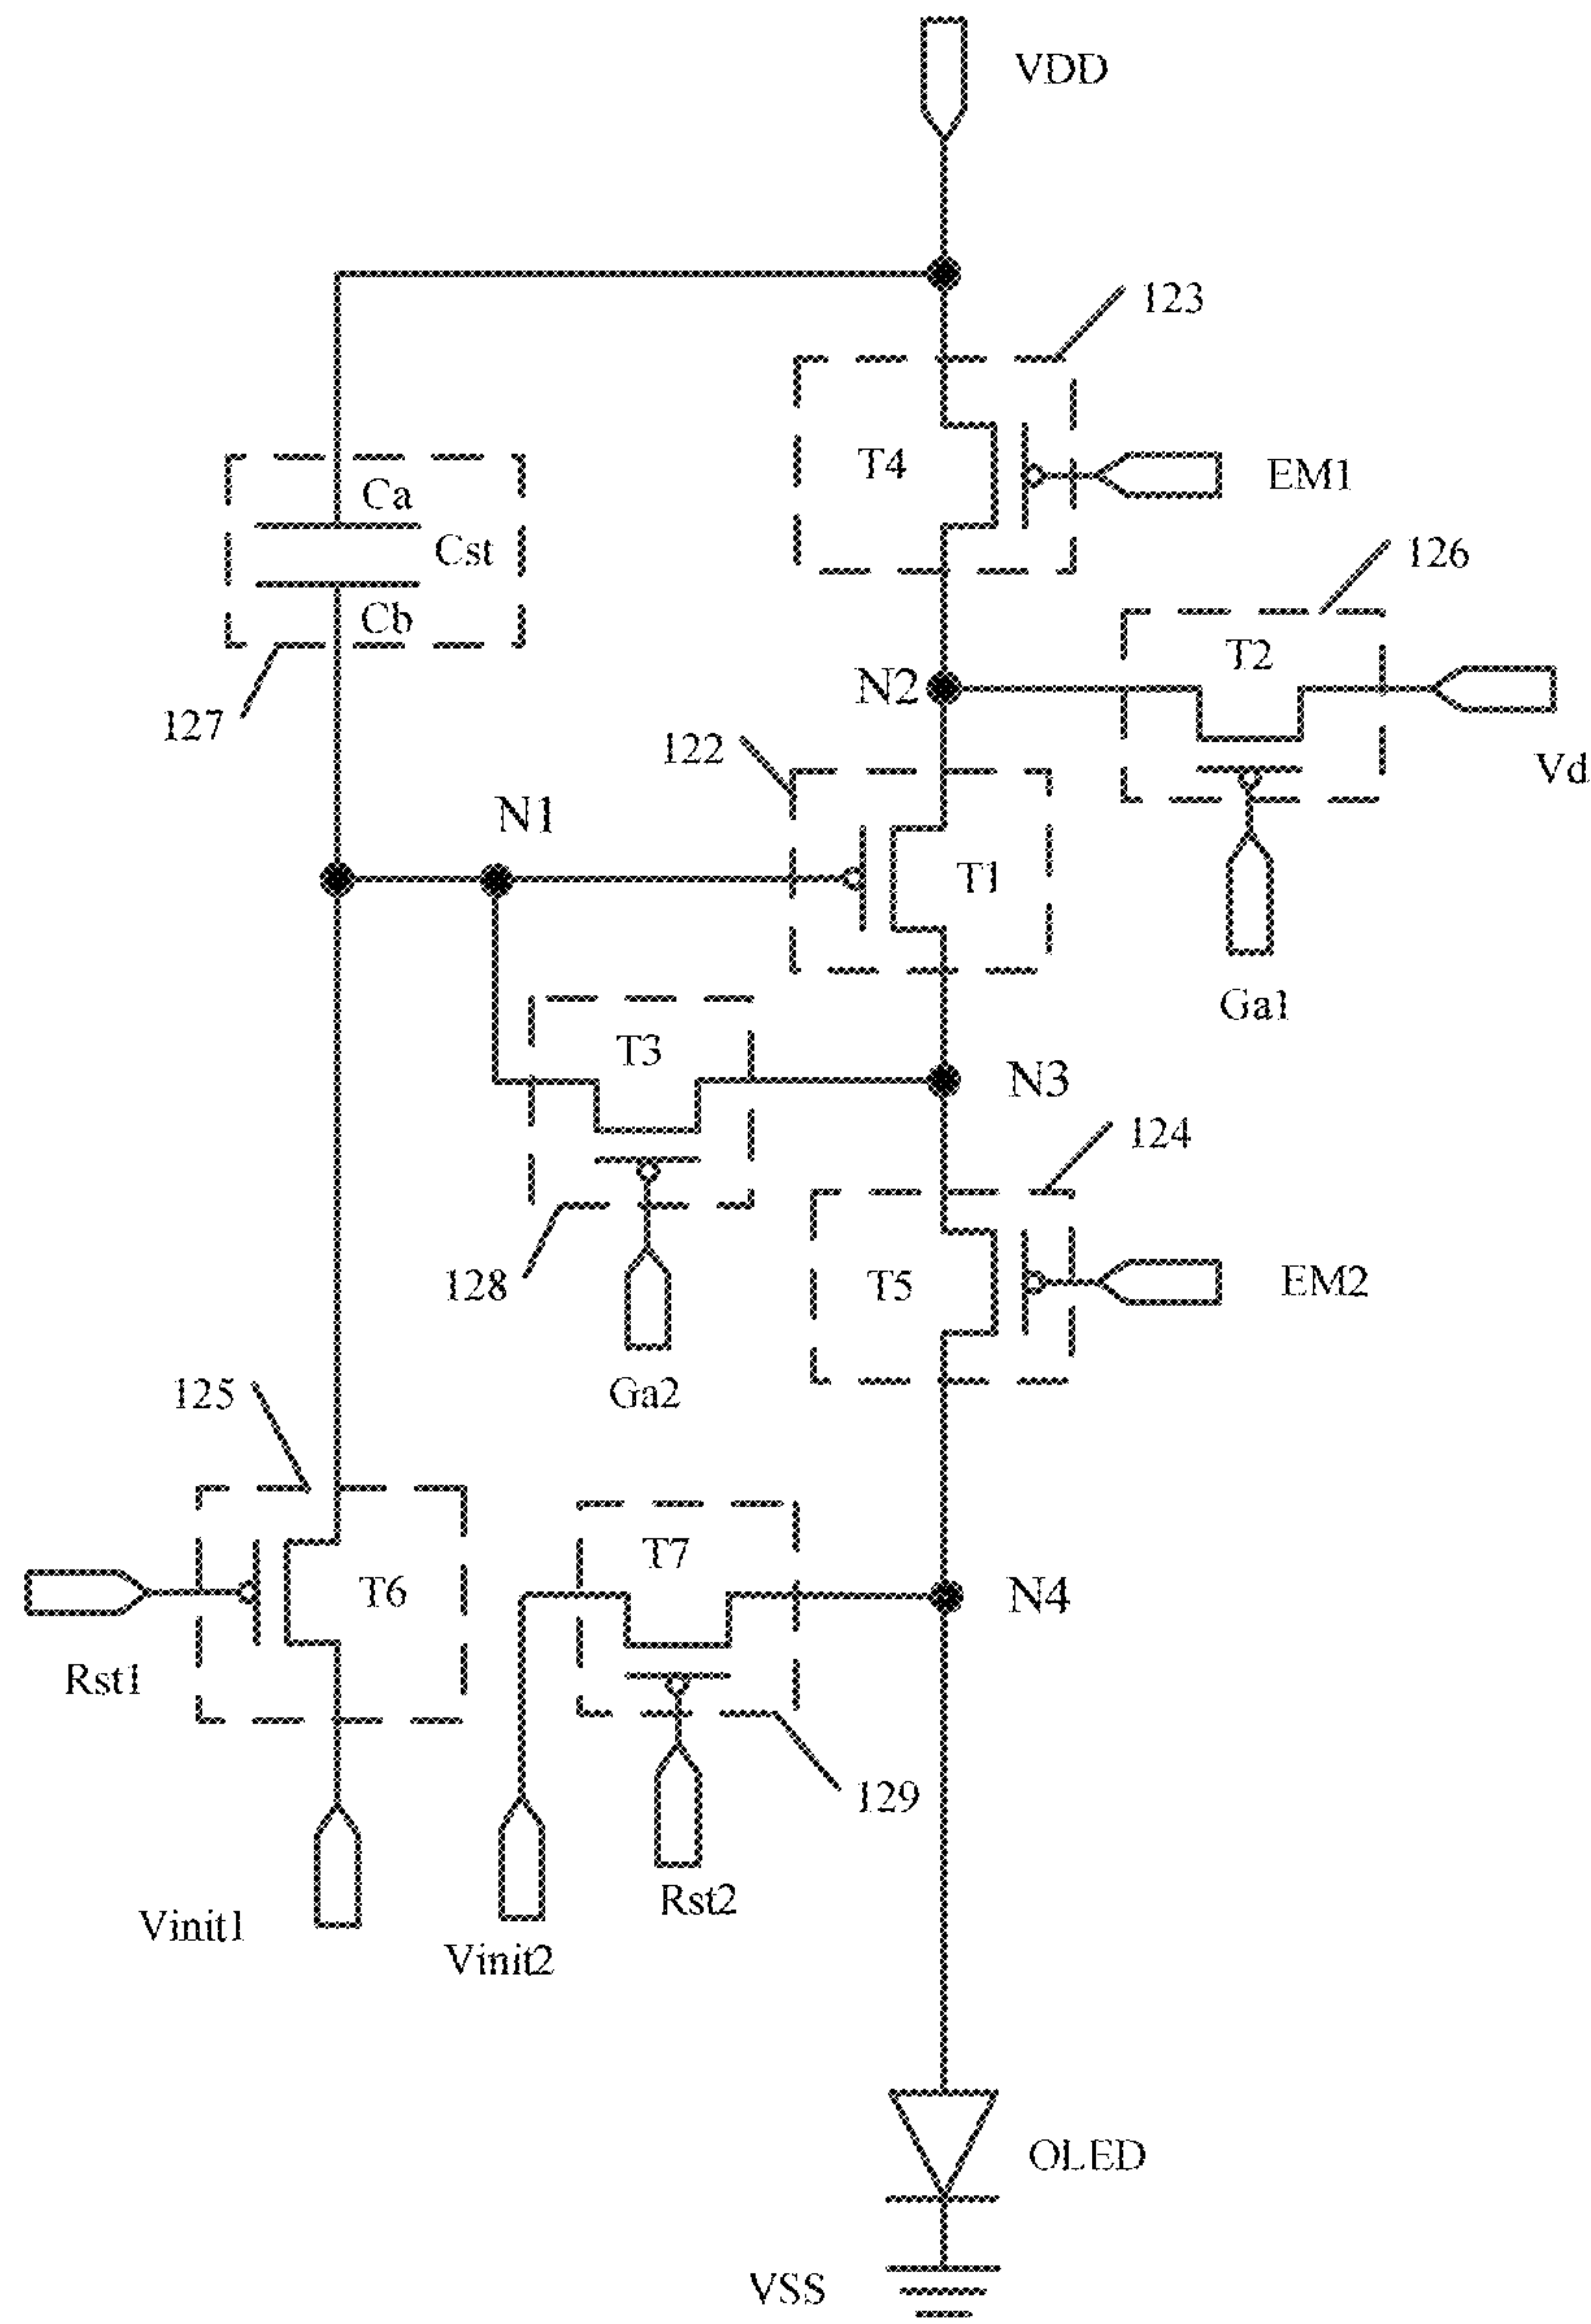 VDD
123
T4
EM1
Ca
Cst
Cb
127
126
T2
N2
Vd
122
N1
T1
Ga1
T3
N3
124
128
T5
EM2
Ga2
125
T7
T6
N4
Rst1
129
Rst2
Vinit1
Vinit2
OLED
VSS